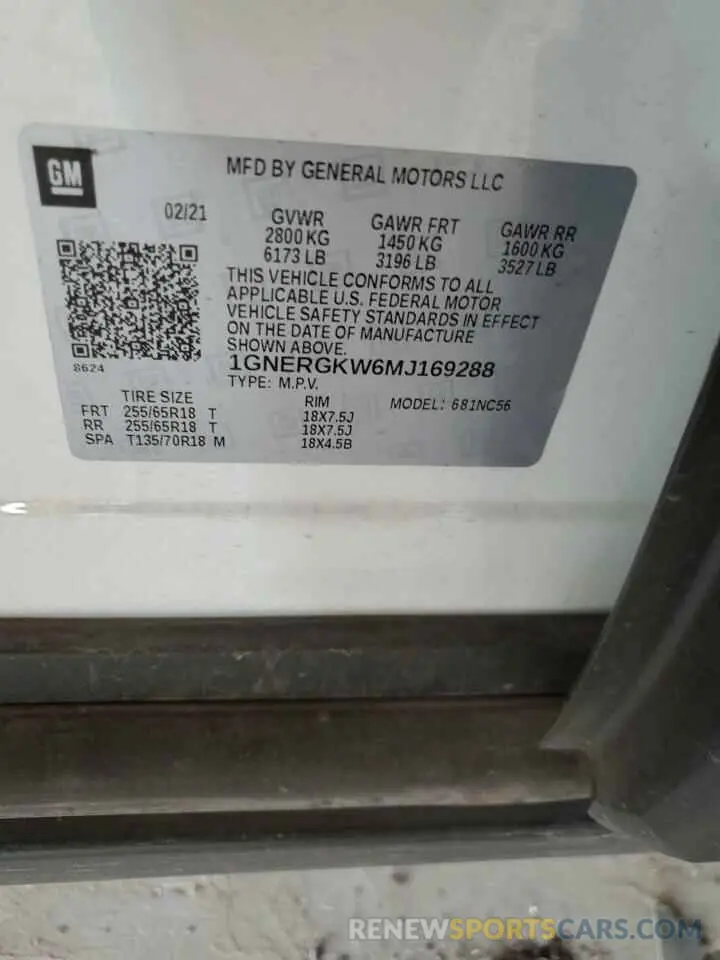 GM
MFD BY GENERAL MOTORS LLC
02/21
GVWR GAWR FRT GAWR RR
2800 KG 1450 KG 1600 KG
6173 LB 3196 LB 3527 LB
THIS VEHICLE CONFORMS TO ALL
APPLICABLE U.S. FEDERAL MOTOR
VEHICLE SAFETY STANDARDS IN EFFECT
ON THE DATE OF MANUFACTURE
SHOWN ABOVE.
8624
1GNERGKW6MJ169288
TYPE: M.P.V.
TIRE SIZE RIM MODEL: 681NC56
FRT 255/65R18 T 18X7.5J
RR 255/65R18 T 18X7.5J
SPA T135/70R18 M 18X4.5B
RENEWSPORTSCARS.COM